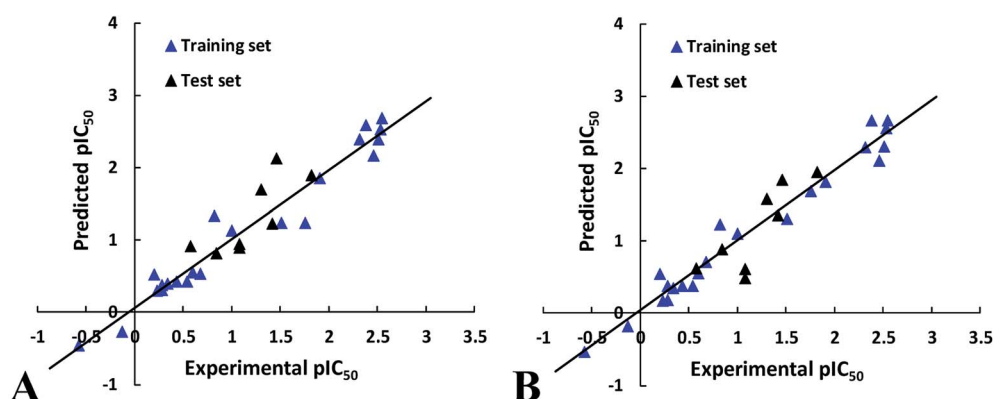 4
Training set
Test set
3
2
1
0
-1
-1 -0.5 0 0.5 1 1.5 2 2.5 3 3.5
Predicted pIC50
Experimental pIC50
A
4
Training set
Test set
3
2
1
0
-1
-1 -0.5 0 0.5 1 1.5 2 2.5 3 3.5
Predicted pIC50
Experimental pIC50
B